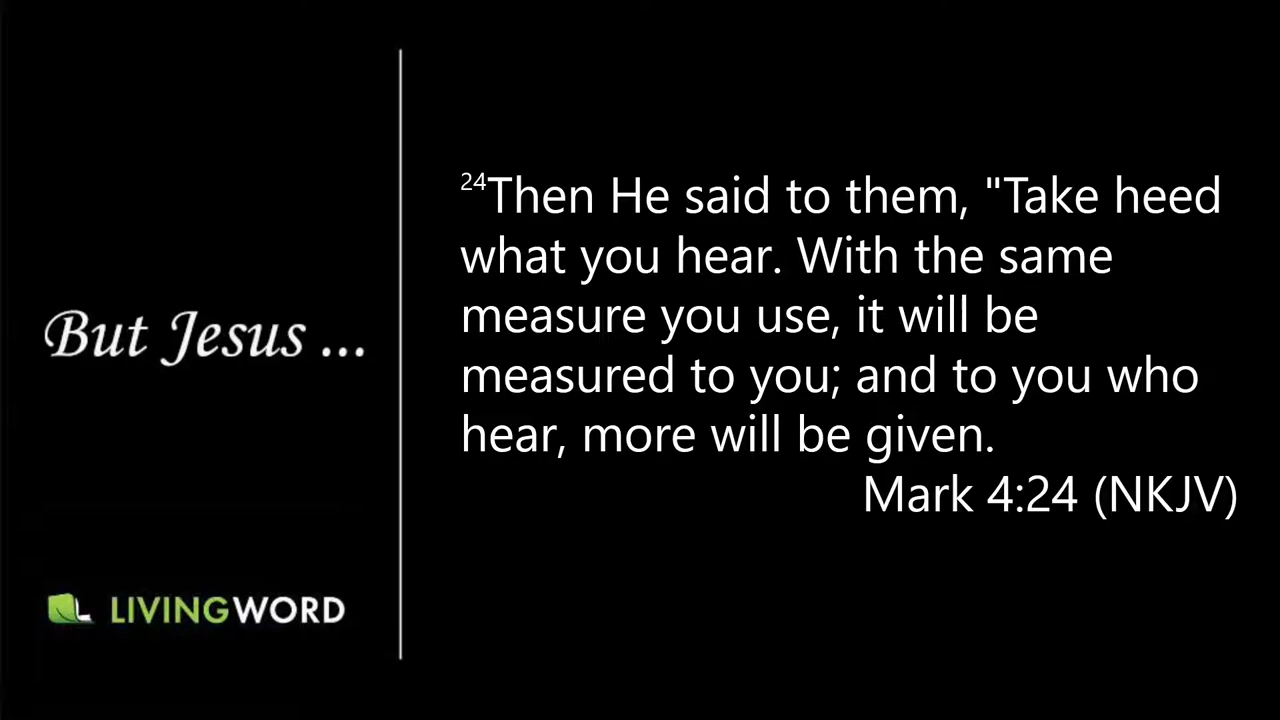 But Jesus ...
LIVINGWORD
24Then He said to them, "Take heed
what you hear. With the same
measure you use, it will be
measured to you; and to you who
hear, more will be given.
Mark 4:24 (NKJV)